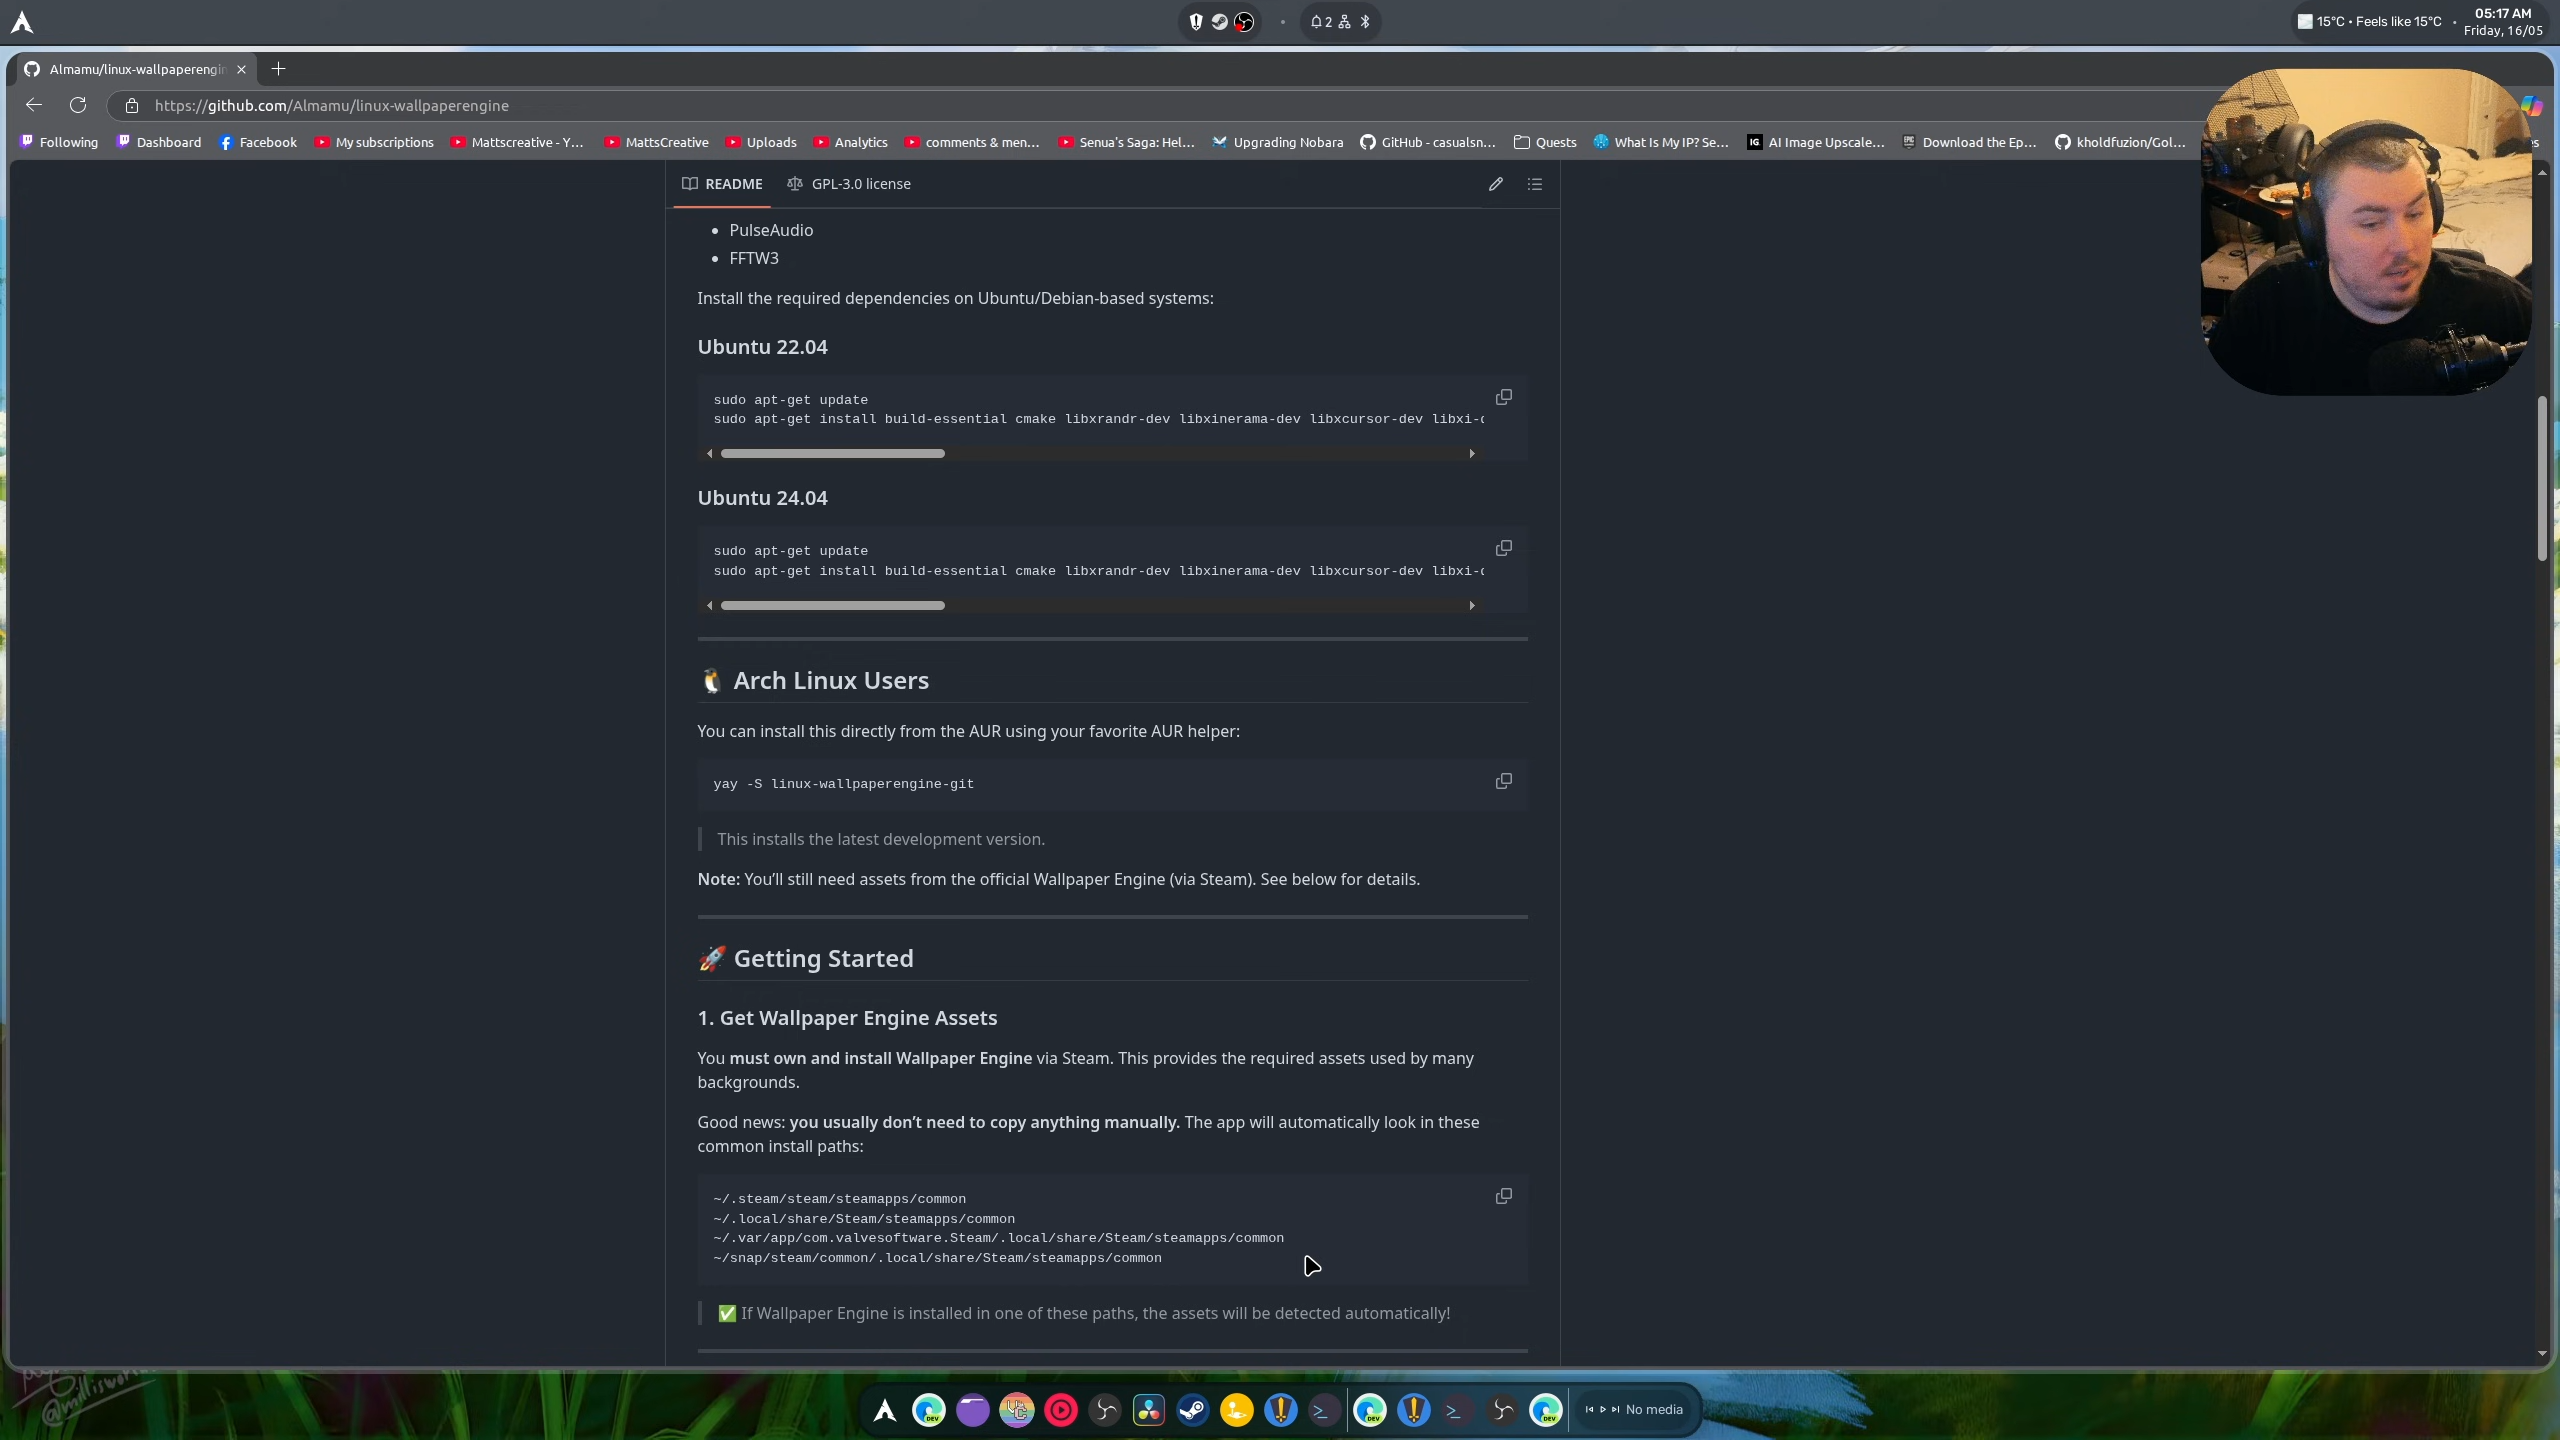 2
15°C • Feels like 15°C
05:17 AM
Friday, 16/05
Almamu/linux-wallpaperengin
https://github.com/Almamu/linux-wallpaperengine
Following
Dashboard
Facebook
My subscriptions
Mattscreative - Y...
MattsCreative
Uploads
Analytics
comments & men...
Senua's Saga: Hel...
Upgrading Nobara
GitHub - casualsn...
Quests
What Is My IP? Se...
AI Image Upscale...
Download the Ep...
kholdfuzion/Gol...
README
GPL-3.0 license
• PulseAudio
• FFTW3
Install the required dependencies on Ubuntu/Debian-based systems:
Ubuntu 22.04
sudo apt-get update
sudo apt-get install build-essential cmake libxrandr-dev libxinerama-dev libxcursor-dev libxi-
Ubuntu 24.04
sudo apt-get update
sudo apt-get install build-essential cmake libxrandr-dev libxinerama-dev libxcursor-dev libxi-
🐧 Arch Linux Users
You can install this directly from the AUR using your favorite AUR helper:
yay -S linux-wallpaperengine-git
This installs the latest development version.
Note: You’ll still need assets from the official Wallpaper Engine (via Steam). See below for details.
🚀 Getting Started
1. Get Wallpaper Engine Assets
You must own and install Wallpaper Engine via Steam. This provides the required assets used by many
backgrounds.
Good news: you usually don’t need to copy anything manually. The app will automatically look in these
common install paths:
~/.steam/steam/steamapps/common
~/.local/share/Steam/steamapps/common
~/.var/app/com.valvesoftware.Steam/.local/share/Steam/steamapps/common
~/snap/steam/common/.local/share/Steam/steamapps/common
✅ If Wallpaper Engine is installed in one of these paths, the assets will be detected automatically!
No media